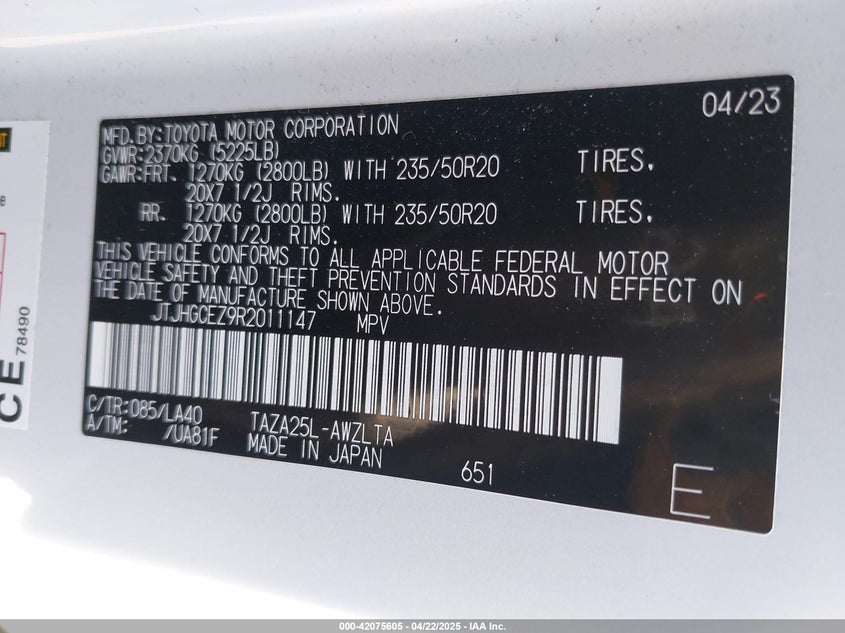 04/23
MFD. BY: TOYOTA MOTOR CORPORATION
GVWR: 2370KG (5225LB)
GAWR: FRT. 1270KG (2800LB) WITH 235/50R20 TIRES,
20X7 1/2J RIMS.
RR. 1270KG (2800LB) WITH 235/50R20 TIRES,
20X7 1/2J RIMS.
THIS VEHICLE CONFORMS TO ALL APPLICABLE FEDERAL MOTOR
VEHICLE SAFETY AND THEFT PREVENTION STANDARDS IN EFFECT ON
THE DATE OF MANUFACTURE SHOWN ABOVE.
JTJHGCEZ9R2011147 MPV
C/TR: 085/LA40 TAZA25L-AWZLTA
A/TM: /UA81F MADE IN JAPAN
651
E
CE
78490
000-42075605 - 04/22/2025 - IAA Inc.